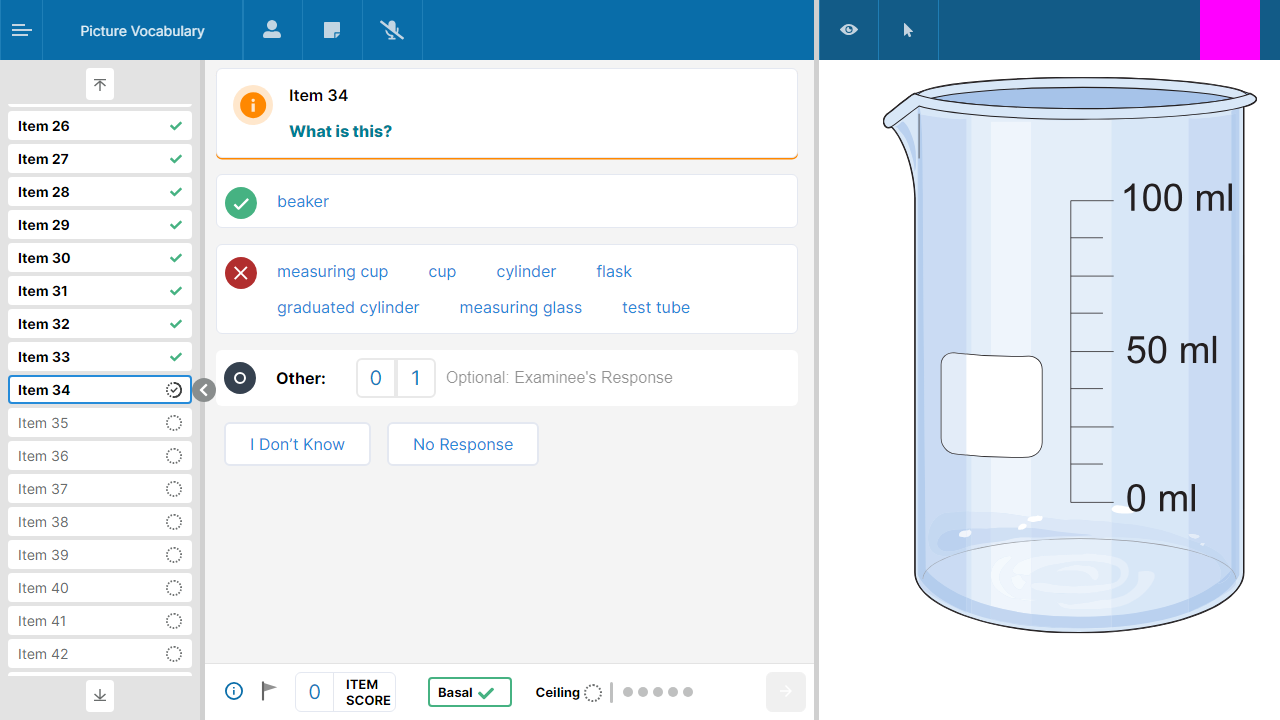 Picture Vocabulary
Item 26
Item 27
Item 28
Item 29
Item 30
Item 31
Item 32
Item 33
Item 34
Item 35
Item 36
Item 37
Item 38
Item 39
Item 40
Item 41
Item 42
Item 34
What is this?
beaker
measuring cup cup cylinder flask
graduated cylinder measuring glass test tube
Other: 0 1 Optional: Examinee's Response
I Don't Know No Response
0 ITEM SCORE Basal Ceiling
100 ml
50 ml
0 ml